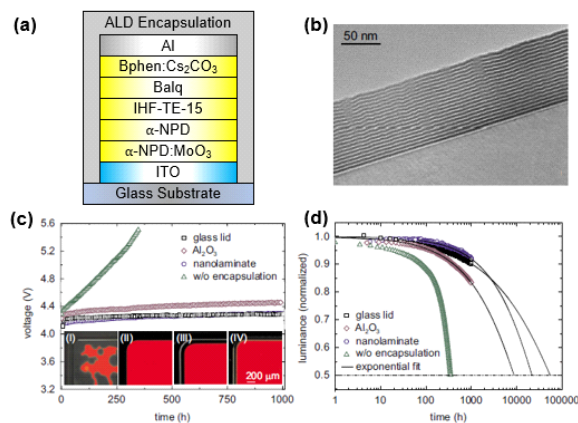 (a)
ALD Encapsulation
Al
Bphen:Cs₂CO₃
Balq
IHF-TE-15
α-NPD
α-NPD:MoO₃
ITO
Glass Substrate
(b)
50 nm
(c)
voltage (V)
5.6
5.2
4.8
4.4
4.0
3.6
glass lid
Al₂O₃
nanolaminate
w/o encapsulation
(I)
(II)
(III)
(IV)
200 µm
0 250 500 750 1000
time (h)
(d)
luminance (normalized)
1.0
0.9
0.8
0.7
0.6
0.5
glass lid
Al₂O₃
nanolaminate
w/o encapsulation
exponential fit
1 10 100 1000 10000 100000
time (h)